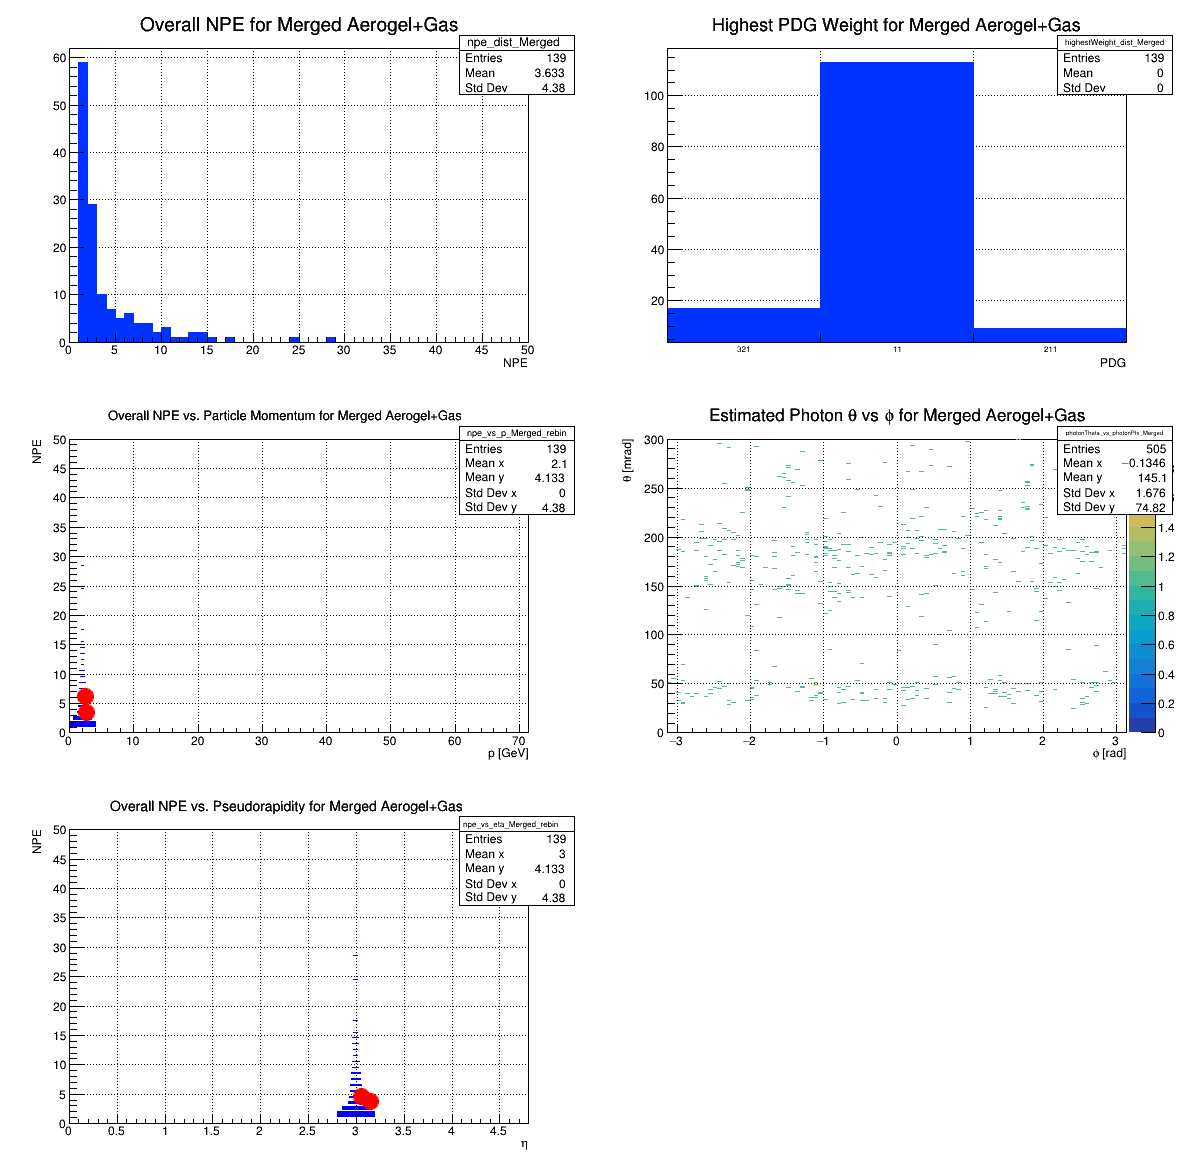 Overall NPE for Merged Aerogel+Gas
npe_dist_Merged
Entries 139
Mean 3.633
Std Dev 4.38
60
50
40
30
20
10
0
0 5 10 15 20 25 30 35 40 45 50
NPE
Highest PDG Weight for Merged Aerogel+Gas
highestWeight_dist_Merged
Entries 139
Mean 0
Std Dev 0
100
80
60
40
20
321 11 211
PDG
Overall NPE vs. Particle Momentum for Merged Aerogel+Gas
npe_vs_p_Merged_rebin
Entries 139
Mean x 2.1
Mean y 4.133
Std Dev x 0
Std Dev y 4.38
NPE
50
45
40
35
30
25
20
15
10
5
0
0 10 20 30 40 50 60 70
p [GeV]
Estimated Photon θ vs ϕ for Merged Aerogel+Gas
photonTheta_vs_photonPhi_Merged
Entries 505
Mean x −0.1346
Mean y 145.1
Std Dev x 1.676
Std Dev y 74.82
θ [mrad]
300
250
200
150
100
50
0
−3 −2 −1 0 1 2 3
ϕ [rad]
1.4
1.2
1
0.8
0.6
0.4
0.2
0
Overall NPE vs. Pseudorapidity for Merged Aerogel+Gas
npe_vs_eta_Merged_rebin
Entries 139
Mean x 3
Mean y 4.133
Std Dev x 0
Std Dev y 4.38
NPE
50
45
40
35
30
25
20
15
10
5
0
0 0.5 1 1.5 2 2.5 3 3.5 4 4.5
η